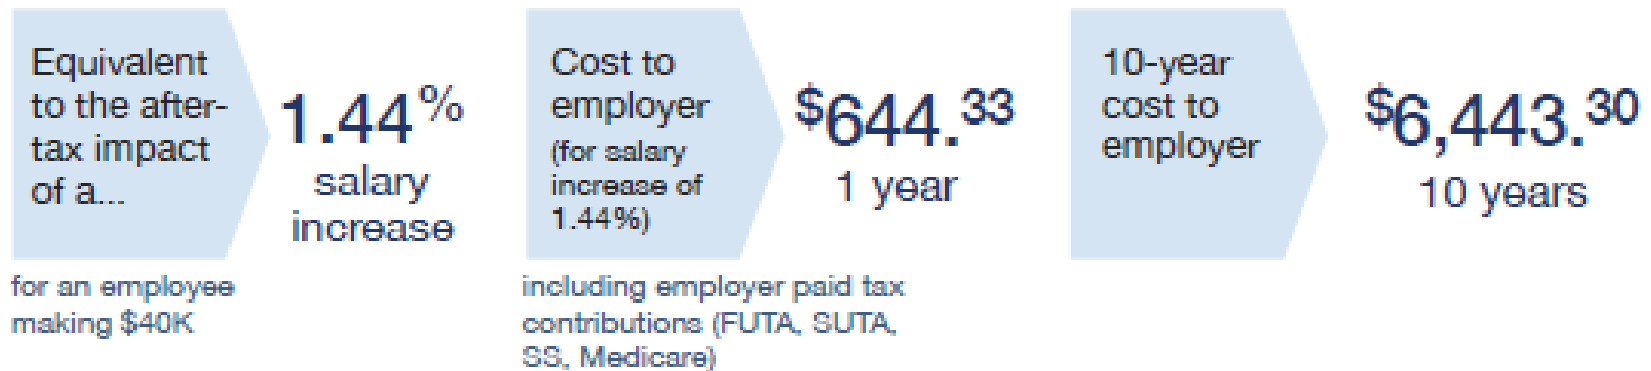 Equivalent
to the after-
tax impact
of a...
1.44%
salary
increase
for an employee
making $40K
Cost to
employer
(for salary
increase of
1.44%)
$644.33
1 year
including employer paid tax
contributions (FUTA, SUTA,
SS, Medicare)
10-year
cost to
employer
$6,443.30
10 years